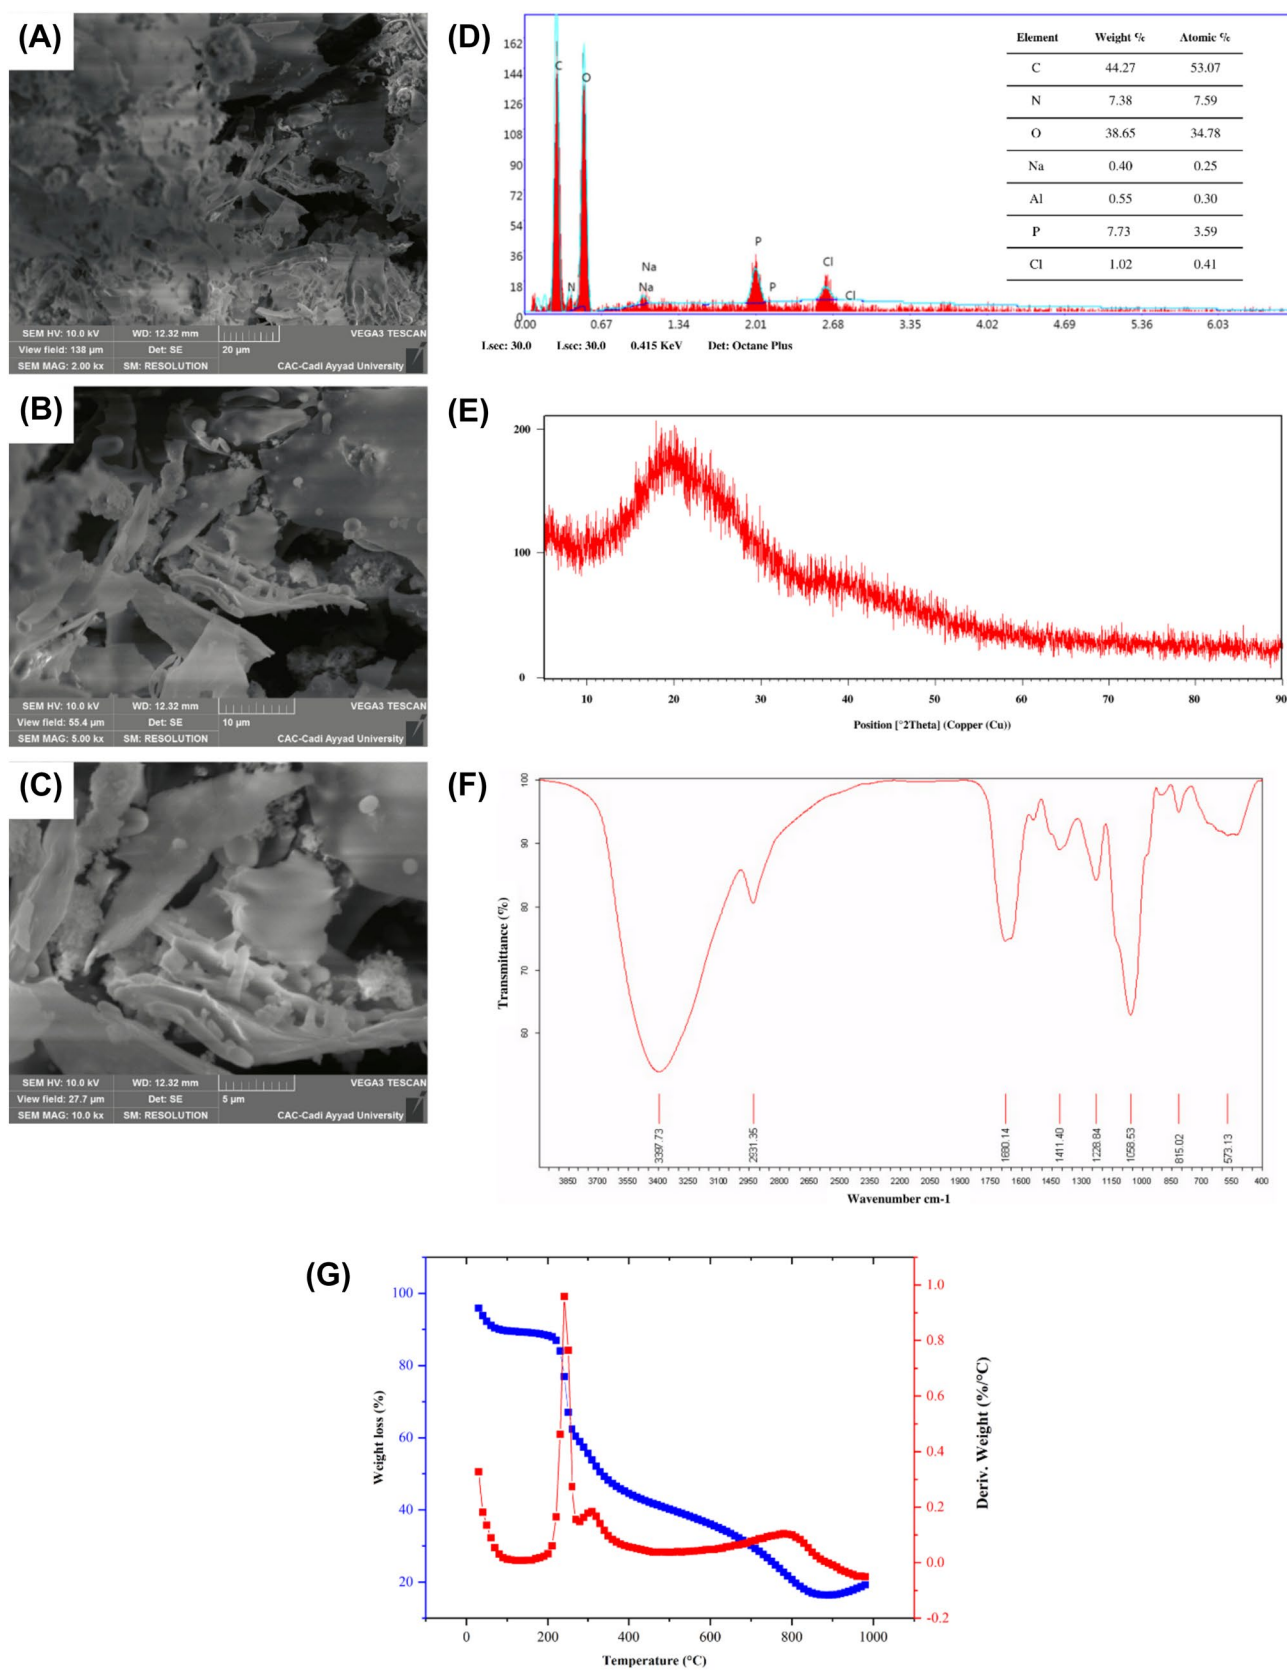 (A)
SEM HV: 10.0 kV WD: 12.32 mm VEGA3 TESCAN
View field: 138 µm Det: SE 20 µm
SEM MAG: 2.00 kx SM: RESOLUTION CAC-Cadi Ayyad University
(B)
SEM HV: 10.0 kV WD: 12.32 mm VEGA3 TESCAN
View field: 55.4 µm Det: SE 10 µm
SEM MAG: 5.00 kx SM: RESOLUTION CAC-Cadi Ayyad University
(C)
SEM HV: 10.0 kV WD: 12.32 mm VEGA3 TESCAN
View field: 27.7 µm Det: SE 5 µm
SEM MAG: 10.0 kx SM: RESOLUTION CAC-Cadi Ayyad University
(D)
162
144
126
108
90
72
54
36
18
0
C
O
N
Na
Na
P
P
Cl
Cl
0.00 0.67 1.34 2.01 2.68 3.35 4.02 4.69 5.36 6.03
Lsec: 30.0 Lsec: 30.0 0.415 KeV Det: Octane Plus
Element Weight % Atomic %
C 44.27 53.07
N 7.38 7.59
O 38.65 34.78
Na 0.40 0.25
Al 0.55 0.30
P 7.73 3.59
Cl 1.02 0.41
(E)
200
100
0
10 20 30 40 50 60 70 80 90
Position [°2Theta] (Copper (Cu))
(F)
Transmittance (%)
100
90
80
70
60
3397.73
2931.35
1680.14
1411.40
1228.84
1058.53
815.02
573.13
3850 3700 3550 3400 3250 3100 2950 2800 2650 2500 2350 2200 2050 1900 1750 1600 1450 1300 1150 1000 850 700 550 400
Wavenumber cm-1
(G)
Weight loss (%)
100
80
60
40
20
0 200 400 600 800 1000
Temperature (°C)
1.0
0.8
0.6
0.4
0.2
0.0
-0.2
Deriv. Weight (%/°C)